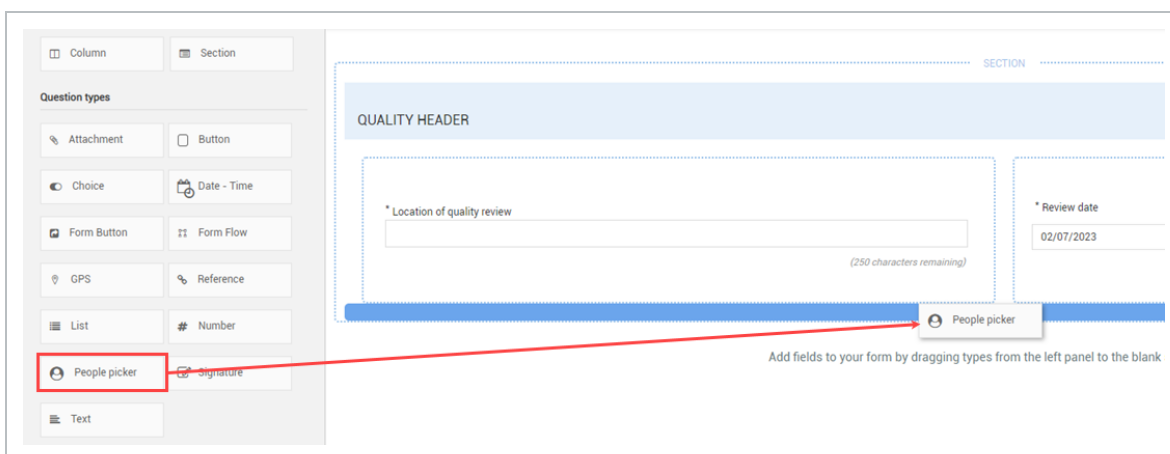 Column
Section
Question types
Attachment
Button
Choice
Date - Time
Form Button
Form Flow
GPS
Reference
List
Number
People picker
Signature
Text
SECTION
QUALITY HEADER
* Location of quality review
(250 characters remaining)
* Review date
02/07/2023
People picker
Add fields to your form by dragging types from the left panel to the blank